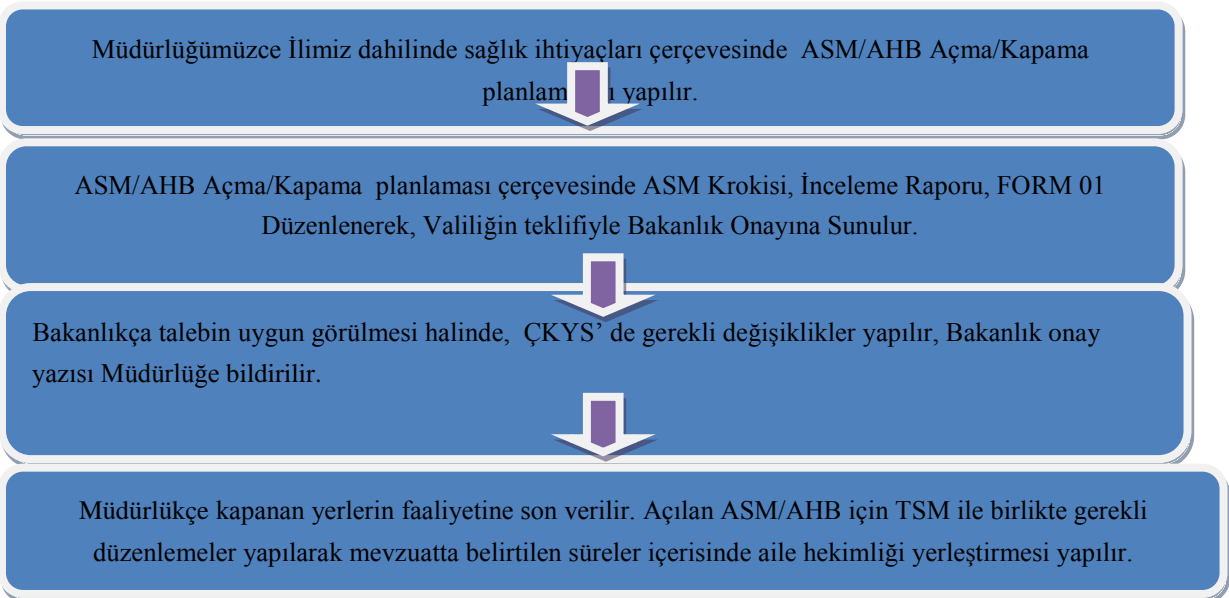 Müdürlüğümüzce İlimiz dahilinde sağlık ihtiyaçları çerçevesinde ASM/AHB Açma/Kapama
yapılır.
ASM/AHB Açma/Kapama planlaması çerçevesinde ASM Krokisi, İnceleme Raporu, FORM 01
Düzenlenerek, Valiliğin teklifiyle Bakanlık Onayına Sunulur.
Bakanlıkça talebin uygun görülmesi halinde, ÇKYS’ de gerekli değişiklikler yapılır, Bakanlık onay
yazısı Müdürlüğe bildirilir.
Müdürlükçe kapanan yerlerin faaliyetine son verilir. Açılan ASM/AHB için TSM ile birlikte gerekli
düzenlemeler yapılarak mevzuatta belirtilen süreler içerisinde aile hekimliği yerleştirmesi yapılır.